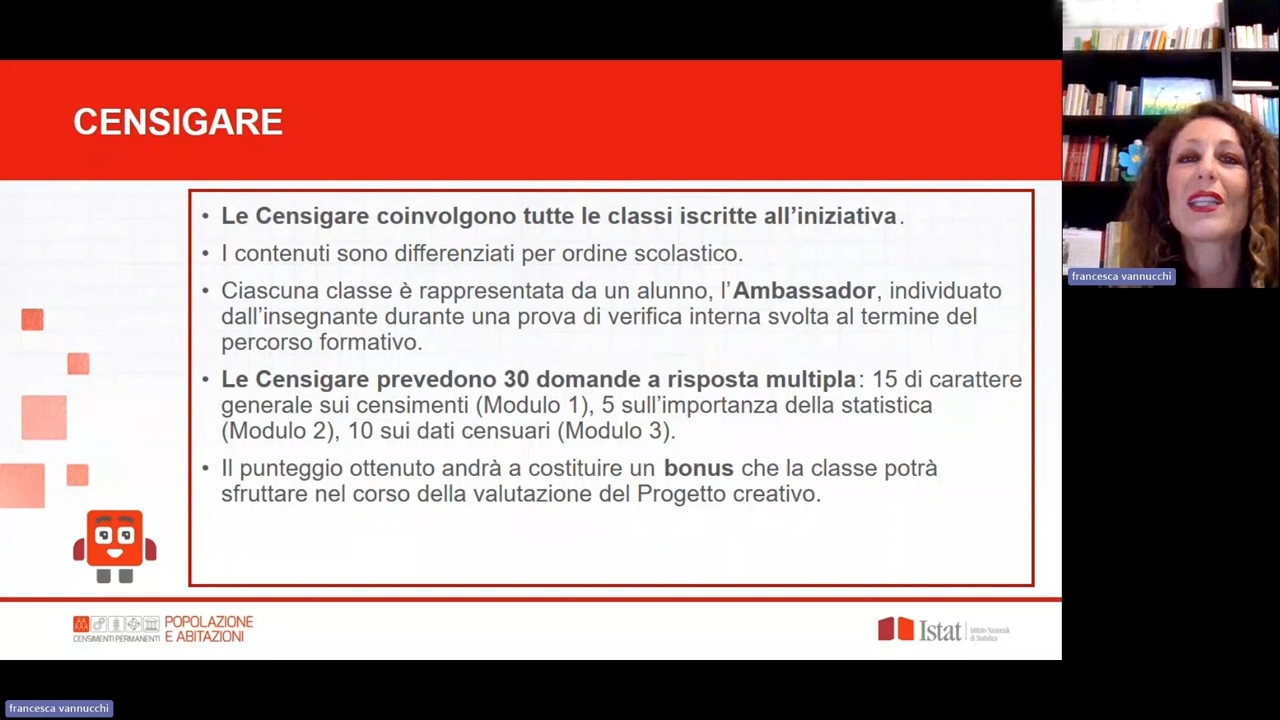 CENSIGARE
• Le Censigare coinvolgono tutte le classi iscritte all'iniziativa.
• I contenuti sono differenziati per ordine scolastico.
• Ciascuna classe è rappresentata da un alunno, l'Ambassador, individuato
dall'insegnante durante una prova di verifica interna svolta al termine del
percorso formativo.
• Le Censigare prevedono 30 domande a risposta multipla: 15 di carattere
generale sui censimenti (Modulo 1), 5 sull'importanza della statistica
(Modulo 2), 10 sui dati censuari (Modulo 3).
• Il punteggio ottenuto andrà a costituire un bonus che la classe potrà
sfruttare nel corso della valutazione del Progetto creativo.
CENSIMENTI PERMANENTI
POPOLAZIONE
E ABITAZIONI
Istat
Istituto Nazionale
di Statistica
francesca vannucchi
francesca vannucchi